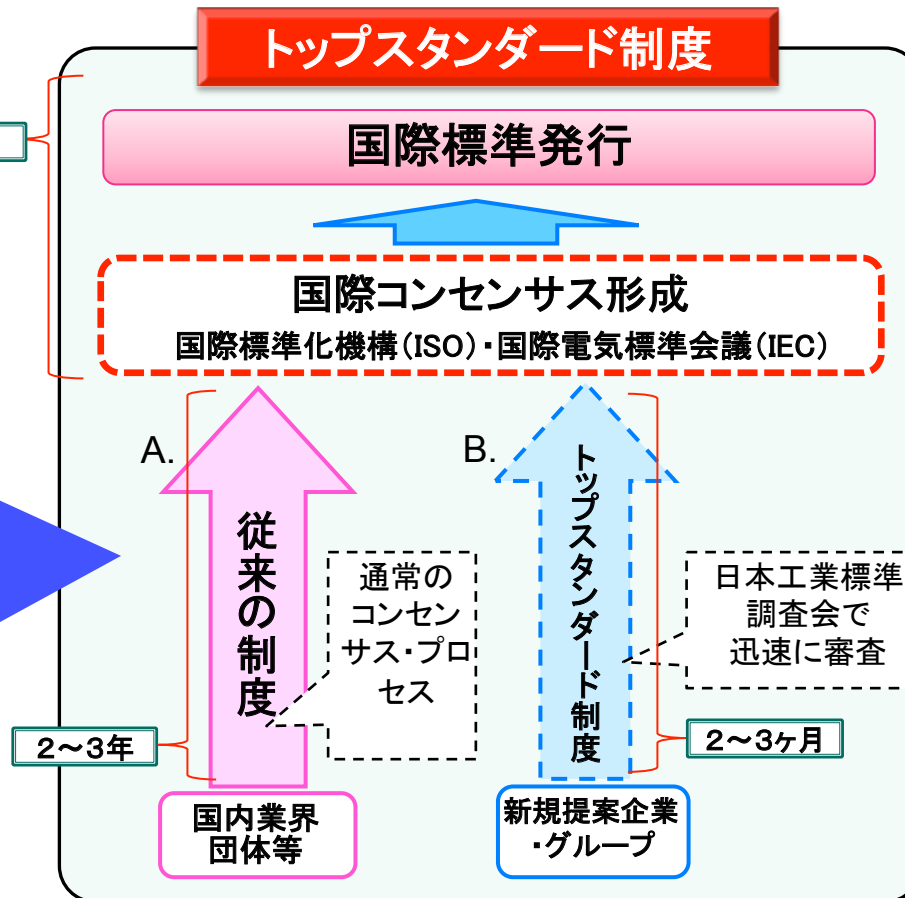 トップスタンダード制度
国際標準発行
国際コンセンサス形成
国際標準化機構(ISO)・国際電気標準会議(IEC)
A.
従来の制度
通常の
コンセン
サス・プロ
セス
2～3年
国内業界
団体等
B.
トップスタンダード制度
日本工業標準
調査会で
迅速に審査
2～3ヶ月
新規提案企業
・グループ